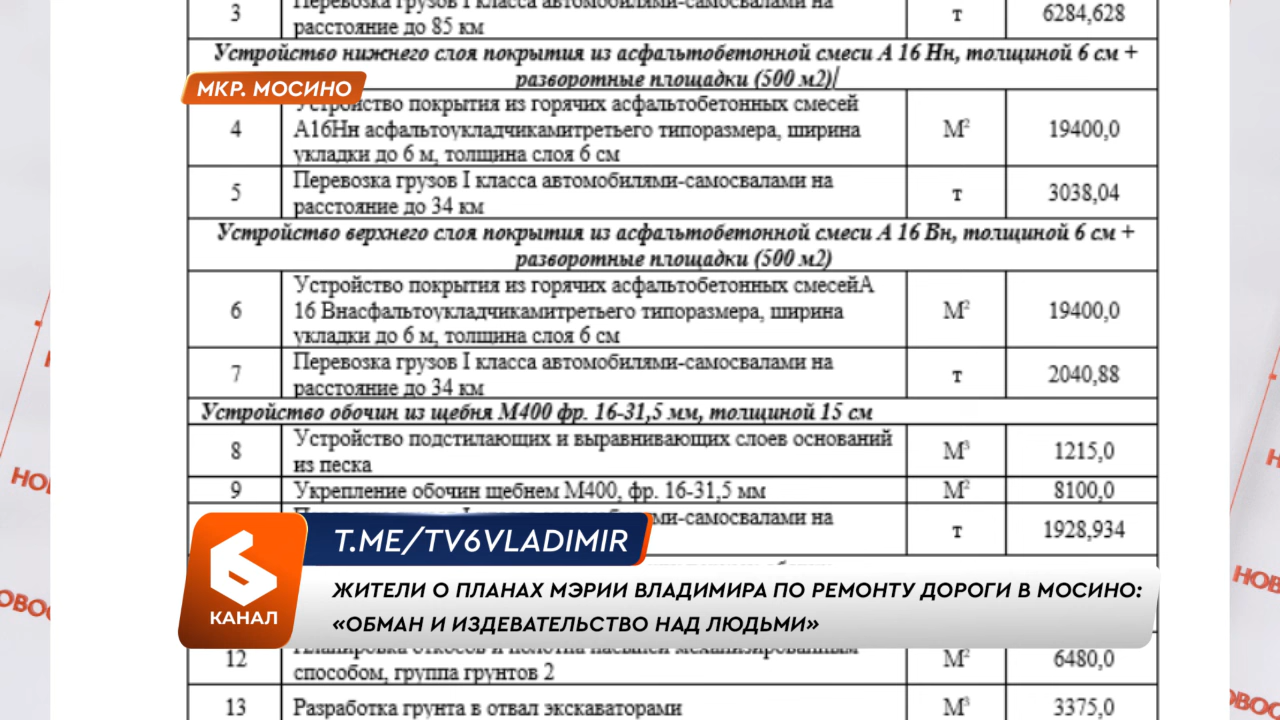 3 Перевозка грузов I класса автомобилями-самосвалами на т 6284,628
расстояние до 85 км
Устройство нижнего слоя покрытия из асфальтобетонной смеси А 16 Нн, толщиной 6 см +
разворотные площадки (500 м2)
МКР. МОСИНО
Устройство покрытия из горячих асфальтобетонных смесей
4 А16Нн асфальтоукладчикамитретьего типоразмера, ширина М² 19400,0
укладки до 6 м, толщина слоя 6 см
5 Перевозка грузов I класса автомобилями-самосвалами на т 3038,04
расстояние до 34 км
Устройство верхнего слоя покрытия из асфальтобетонной смеси А 16 Вн, толщиной 6 см +
разворотные площадки (500 м2)
Устройство покрытия из горячих асфальтобетонных смесейА
6 16 Внасфальтоукладчикамитретьего типоразмера, ширина М² 19400,0
укладки до 6 м, толщина слоя 6 см
7 Перевозка грузов I класса автомобилями-самосвалами на т 2040,88
расстояние до 34 км
Устройство обочин из щебня М400 фр. 16-31,5 мм, толщиной 15 см
8 Устройство подстилающих и выравнивающих слоев оснований М³ 1215,0
из песка
9 Укрепление обочин щебнем М400, фр. 16-31,5 мм М² 8100,0
ми-самосвалами на т 1928,934
T.ME/TV6VLADIMIR
6 КАНАЛ
ЖИТЕЛИ О ПЛАНАХ МЭРИИ ВЛАДИМИРА ПО РЕМОНТУ ДОРОГИ В МОСИНО:
«ОБМАН И ИЗДЕВАТЕЛЬСТВО НАД ЛЮДЬМИ»
12 Планировка откосов и полотна насыпей механизированным М² 6480,0
способом, группа грунтов 2
13 Разработка грунта в отвал экскаваторами М³ 3375,0